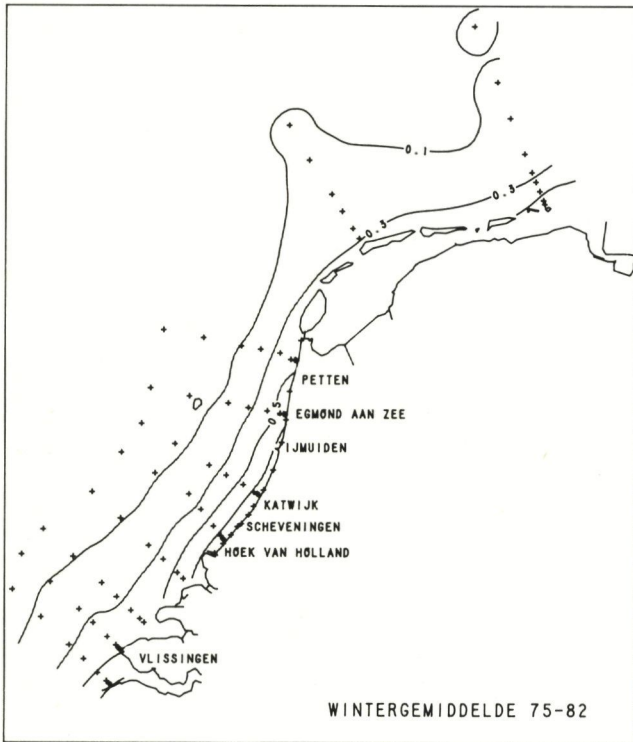 0.1
0.3
0.3
0.5
PETTEN
EGMOND AAN ZEE
IJMUIDEN
KATWIJK
SCHEVENINGEN
HOEK VAN HOLLAND
VLISSINGEN
WINTERGEMIDDELDE 75-82